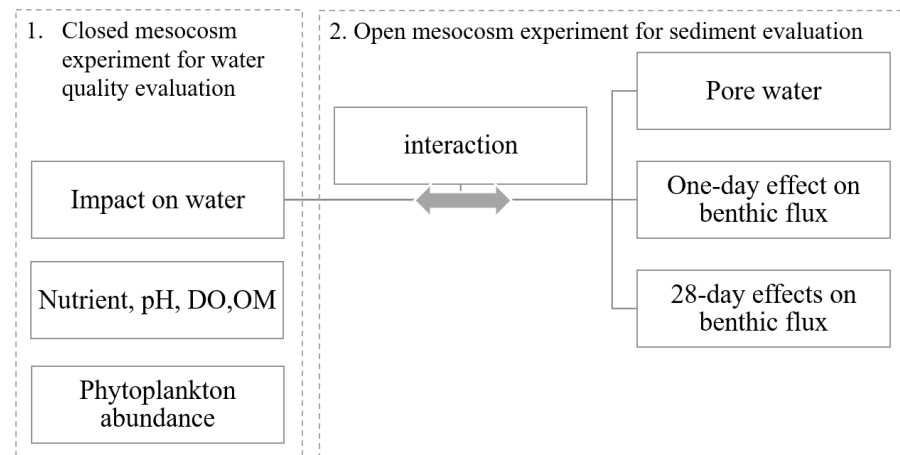 1. Closed mesocosm
experiment for water
quality evaluation
Impact on water
Nutrient, pH, DO,OM
Phytoplankton
abundance
2. Open mesocosm experiment for sediment evaluation
interaction
Pore water
One-day effect on
benthic flux
28-day effects on
benthic flux